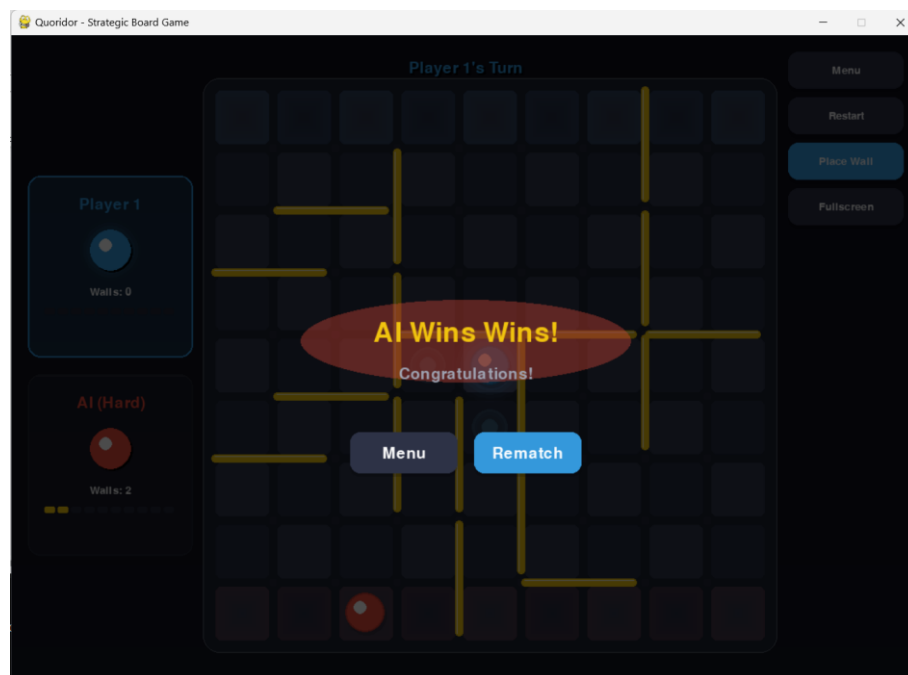 Quoridor - Strategic Board Game
Player 1's Turn
Menu
Restart
Place Wall
Fullscreen
Player 1
Walls: 0
AI (Hard)
Walls: 2
AI Wins Wins!
Congratulations!
Menu
Rematch